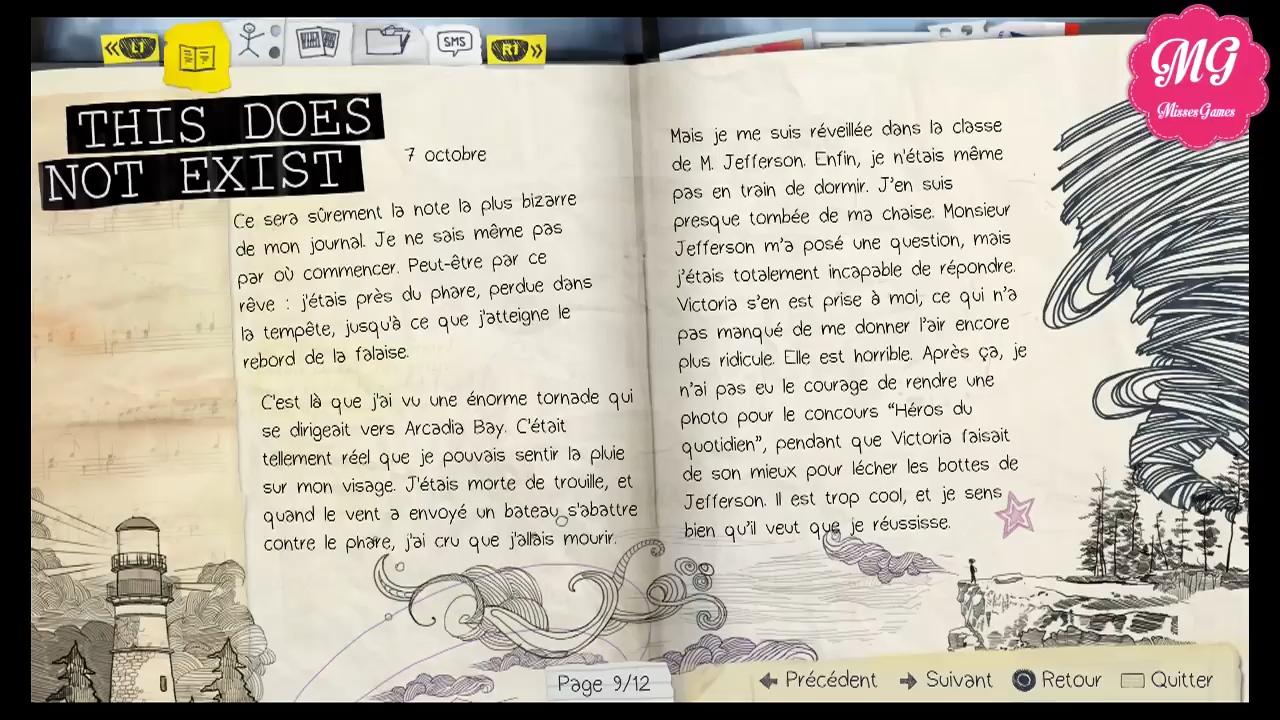 «L1
SMS
R1»
MG
MissesGames
THIS DOES
NOT EXIST
7 octobre
Ce sera sûrement la note la plus bizarre
de mon journal. Je ne sais même pas
par où commencer. Peut-être par ce
rêve : j'étais près du phare, perdue dans
la tempête, jusqu'à ce que j'atteigne le
rebord de la falaise.
C'est là que j'ai vu une énorme tornade qui
se dirigeait vers Arcadia Bay. C'était
tellement réel que je pouvais sentir la pluie
sur mon visage. J'étais morte de trouille, et
quand le vent a envoyé un bateau s'abattre
contre le phare, j'ai cru que j'allais mourir.
Mais je me suis réveillée dans la classe
de M. Jefferson. Enfin, je n'étais même
pas en train de dormir. J'en suis
presque tombée de ma chaise. Monsieur
Jefferson m'a posé une question, mais
j'étais totalement incapable de répondre.
Victoria s'en est prise à moi, ce qui n'a
pas manqué de me donner l'air encore
plus ridicule. Elle est horrible. Après ça, je
n'ai pas eu le courage de rendre une
photo pour le concours "Héros du
quotidien", pendant que Victoria faisait
de son mieux pour lécher les bottes de
Jefferson. Il est trop cool, et je sens
bien qu'il veut que je réussisse.
Page 9/12
Précédent
Suivant
Retour
Quitter